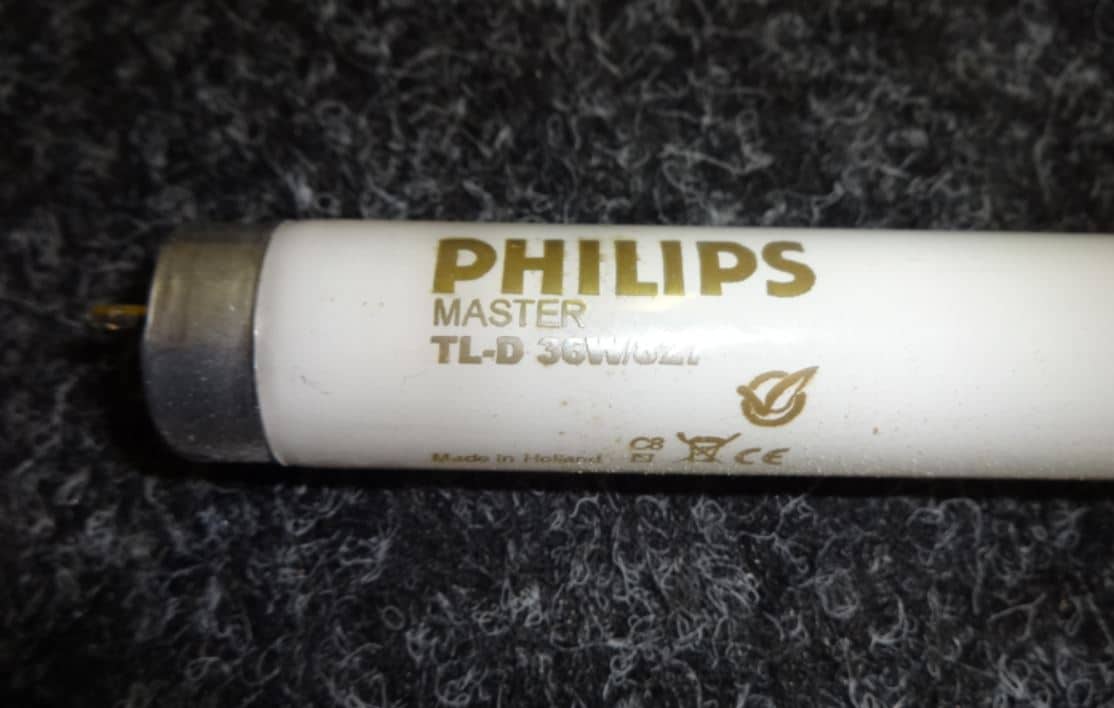 PHILIPS
MASTER
TL-D 36W/827
Made in Holland
C8
CE